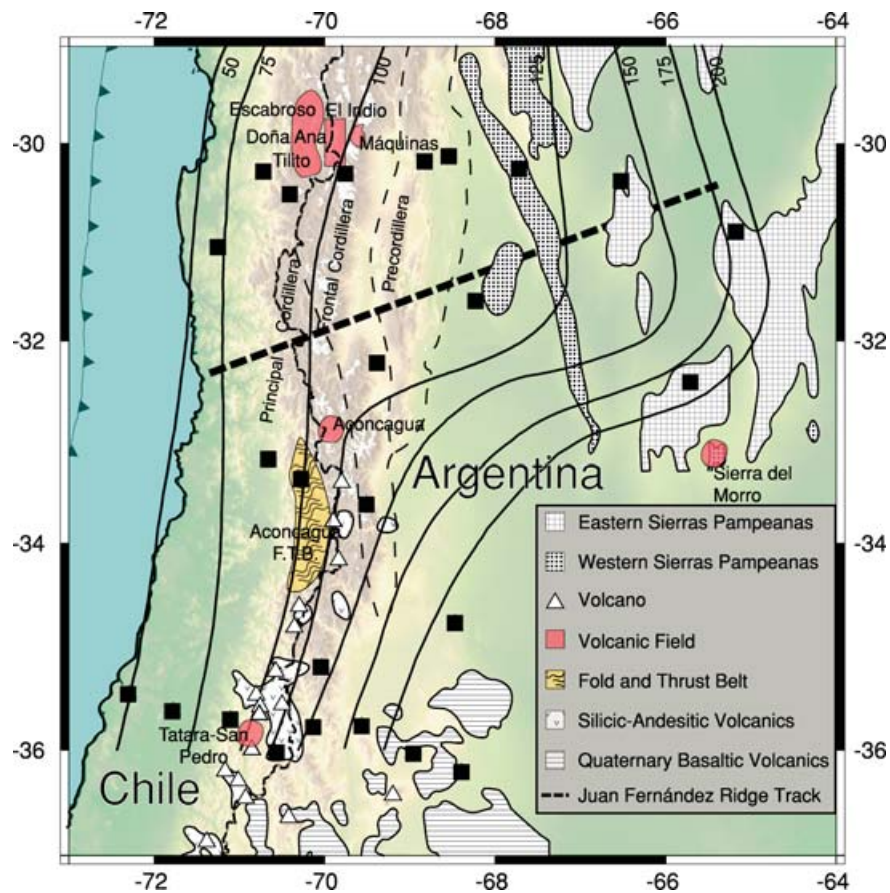 -72 -70 -68 -66 -64
50 75 100 125 150 175 200
Escabroso El Indio
Doña Ana Máquinas
Tilito
-30 -30
Principal Cordillera
Frontal Cordillera
Precordillera
-32 -32
Aconcagua
Argentina
"Sierra del
Morro
-34 -34
Aconcagua
F.T.B.
Eastern Sierras Pampeanas
Western Sierras Pampeanas
Volcano
Volcanic Field
Fold and Thrust Belt
Silicic-Andesitic Volcanics
Quaternary Basaltic Volcanics
Juan Fernández Ridge Track
Tatara-San
Pedro
-36 -36
Chile
-72 -70 -68 -66 -64